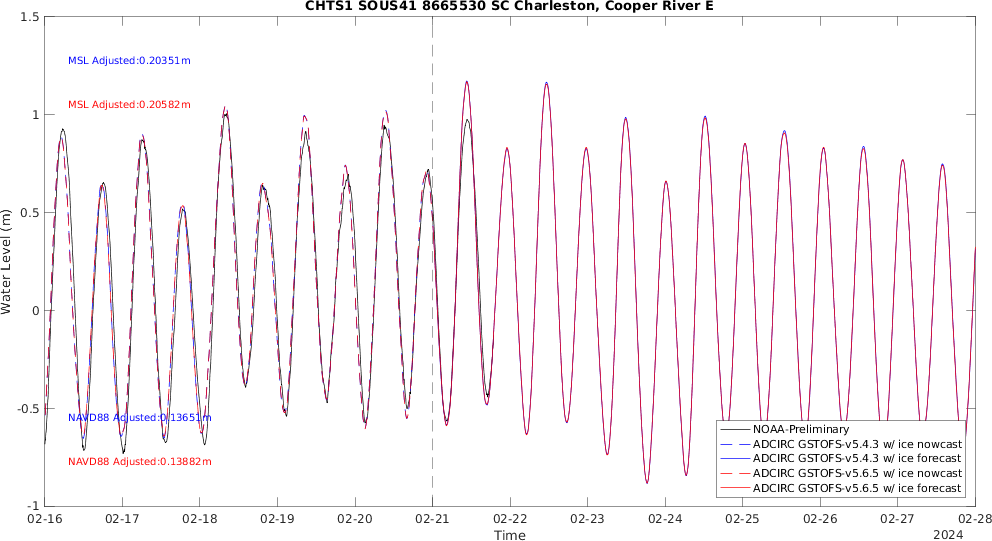 CHTS1 SOUS41 8665530 SC Charleston, Cooper River E
Water Level (m)
1.5
1
0.5
0
-0.5
-1
MSL Adjusted:0.20351m
MSL Adjusted:0.20582m
NAVD88 Adjusted:0.13651m
NAVD88 Adjusted:0.13882m
NOAA-Preliminary
ADCIRC GSTOFS-v5.4.3 w/ ice nowcast
ADCIRC GSTOFS-v5.4.3 w/ ice forecast
ADCIRC GSTOFS-v5.6.5 w/ ice nowcast
ADCIRC GSTOFS-v5.6.5 w/ ice forecast
02-16 02-17 02-18 02-19 02-20 02-21 02-22 02-23 02-24 02-25 02-26 02-27 02-28
Time
2024